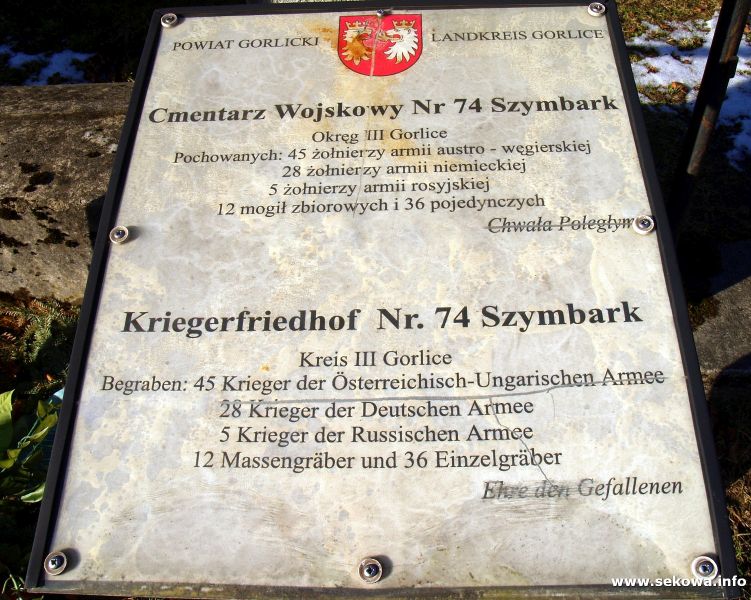 POWIAT GORLICKI LANDKREIS GORLICE
Cmentarz Wojskowy Nr 74 Szymbark
Okręg III Gorlice
Pochowanych: 45 żołnierzy armii austro - węgierskiej
28 żołnierzy armii niemieckiej
5 żołnierzy armii rosyjskiej
12 mogił zbiorowych i 36 pojedynczych
Chwała Poległym
Kriegerfriedhof Nr. 74 Szymbark
Kreis III Gorlice
Begraben: 45 Krieger der Österreichisch-Ungarischen Armee
28 Krieger der Deutschen Armee
5 Krieger der Russischen Armee
12 Massengräber und 36 Einzelgräber
Ehre den Gefallenen
www.sekowa.info